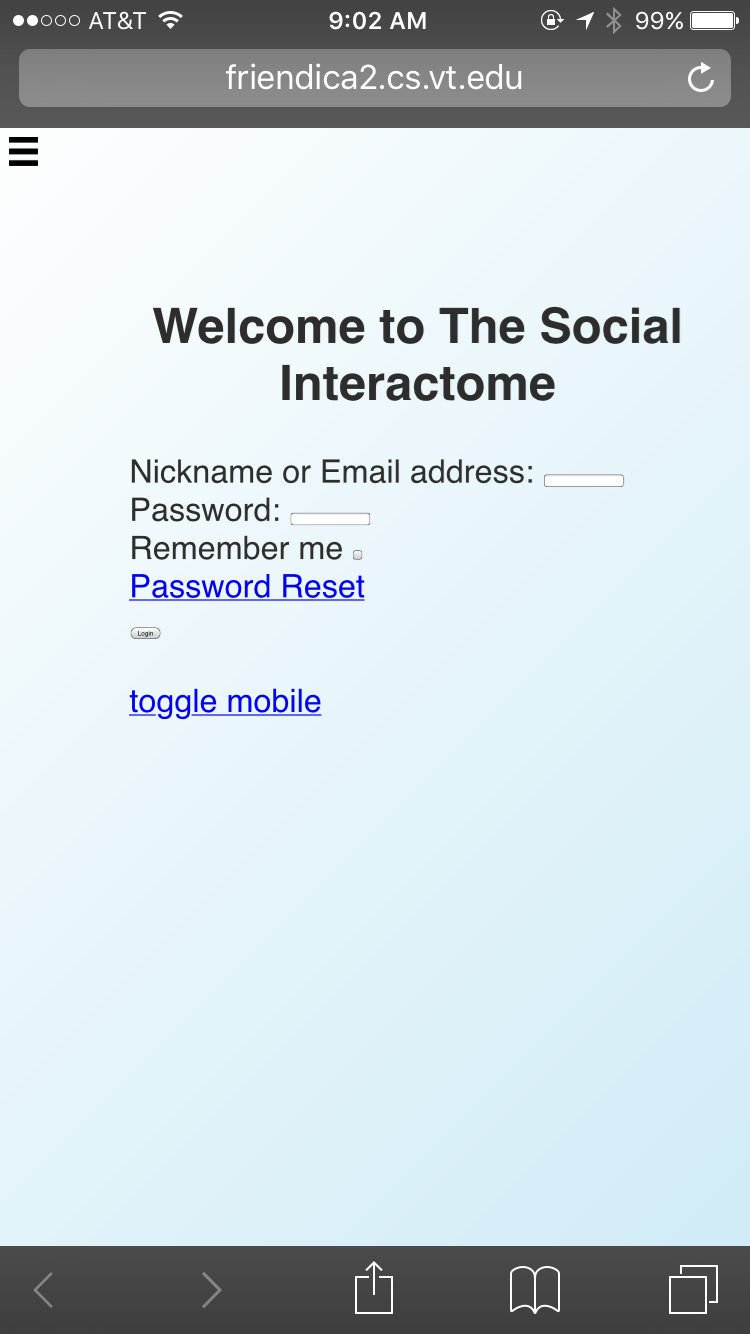 AT&T 9:02 AM 99%
friendica2.cs.vt.edu
Welcome to The Social
Interactome
Nickname or Email address:
Password:
Remember me
Password Reset
Login
toggle mobile